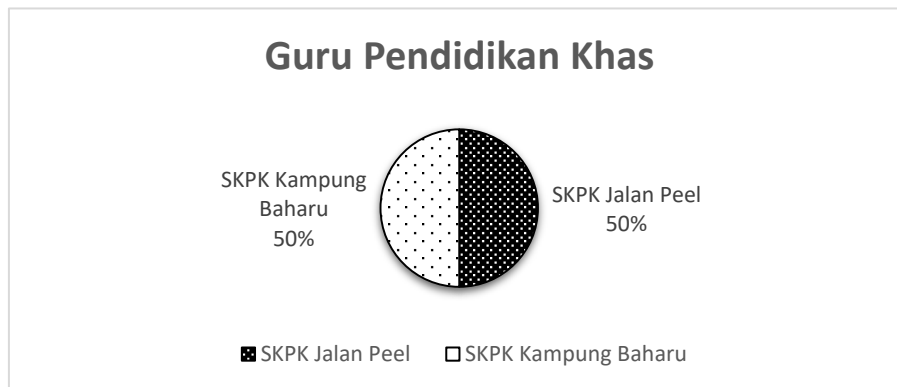 Guru Pendidikan Khas
SKPK Kampung
Baharu
50%
SKPK Jalan Peel
50%
SKPK Jalan Peel
SKPK Kampung Baharu